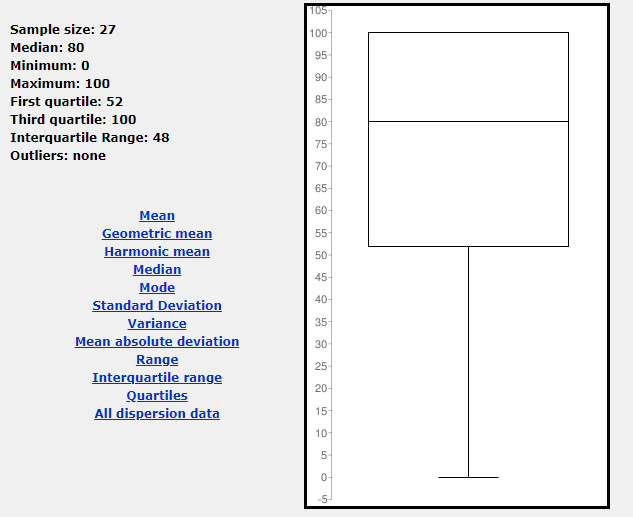 Sample size: 27
Median: 80
Minimum: 0
Maximum: 100
First quartile: 52
Third quartile: 100
Interquartile Range: 48
Outliers: none
Mean
Geometric mean
Harmonic mean
Median
Mode
Standard Deviation
Variance
Mean absolute deviation
Range
Interquartile range
Quartiles
All dispersion data
105
100
95
90
85
80
75
70
65
60
55
50
45
40
35
30
25
20
15
10
5
0
-5